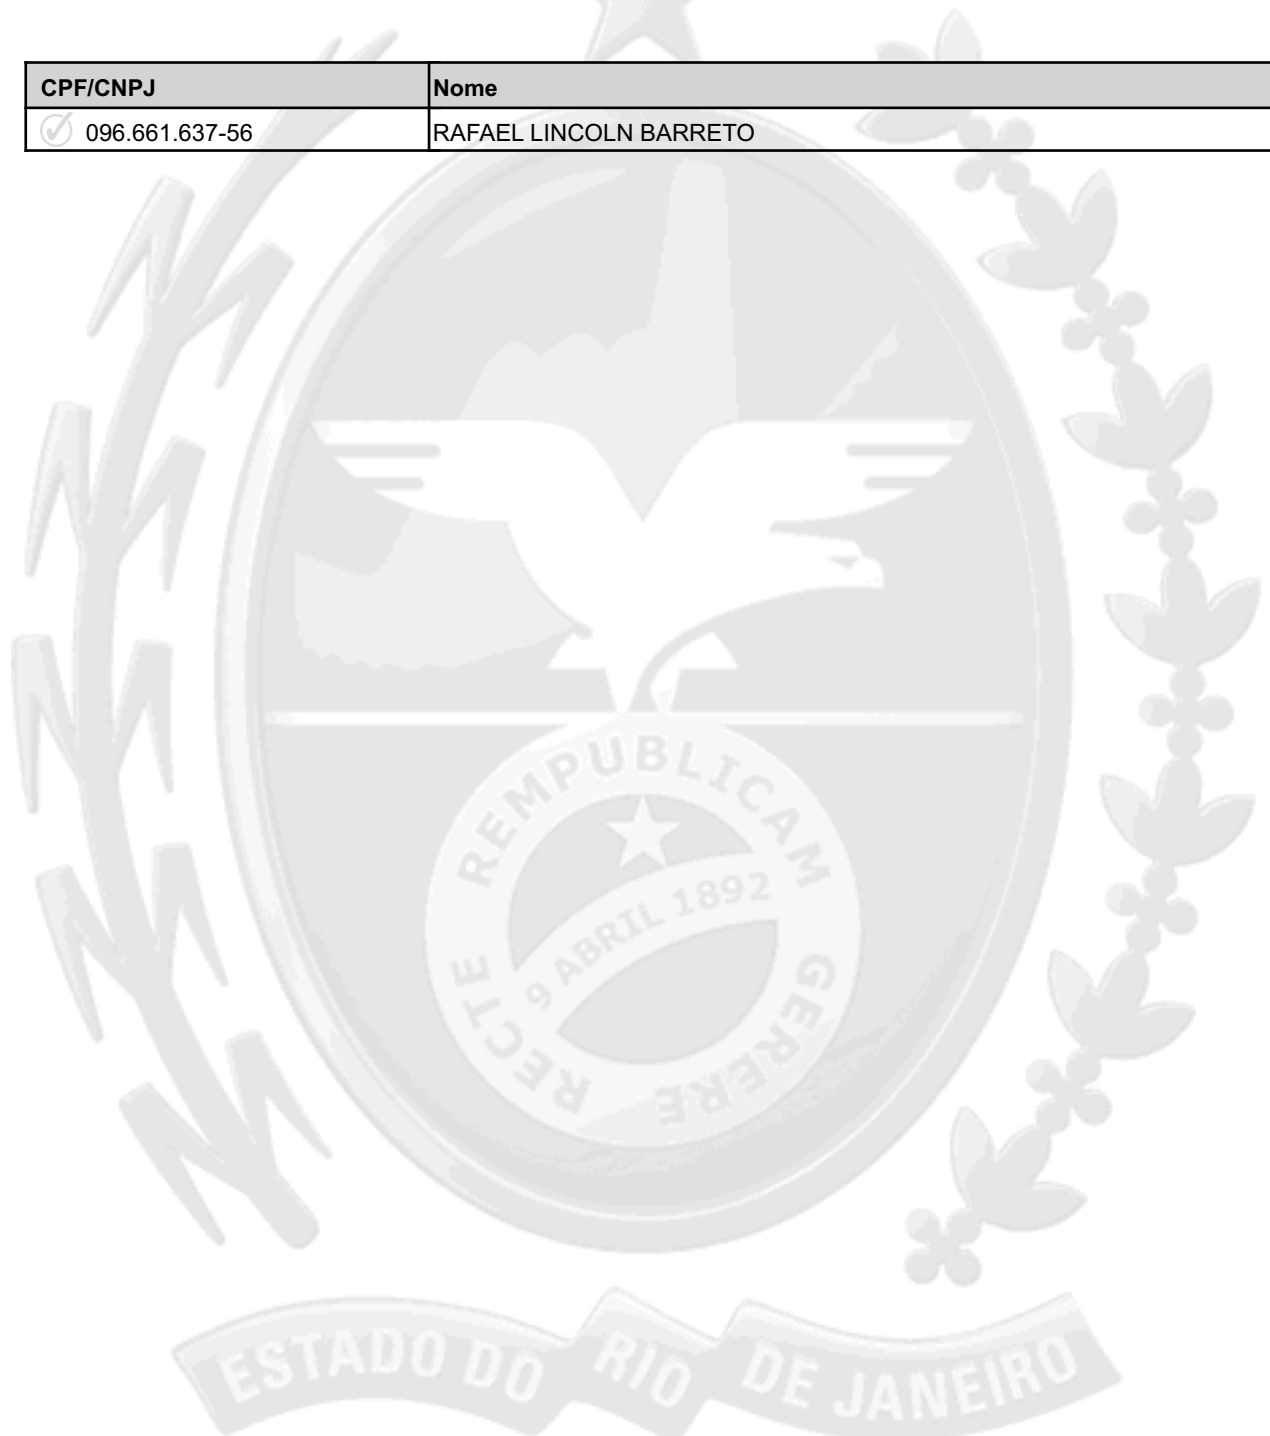 CPF/CNPJ Nome
096.661.637-56 RAFAEL LINCOLN BARRETO
REMPUBLICAM
9 ABRIL 1892
RECTE GERERE
ESTADO DO RIO DE JANEIRO